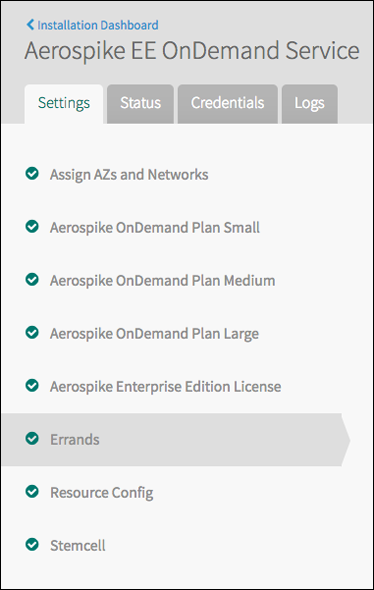 Installation Dashboard
Aerospike EE OnDemand Service
Settings Status Credentials Logs
Assign AZs and Networks
Aerospike OnDemand Plan Small
Aerospike OnDemand Plan Medium
Aerospike OnDemand Plan Large
Aerospike Enterprise Edition License
Errands
Resource Config
Stemcell